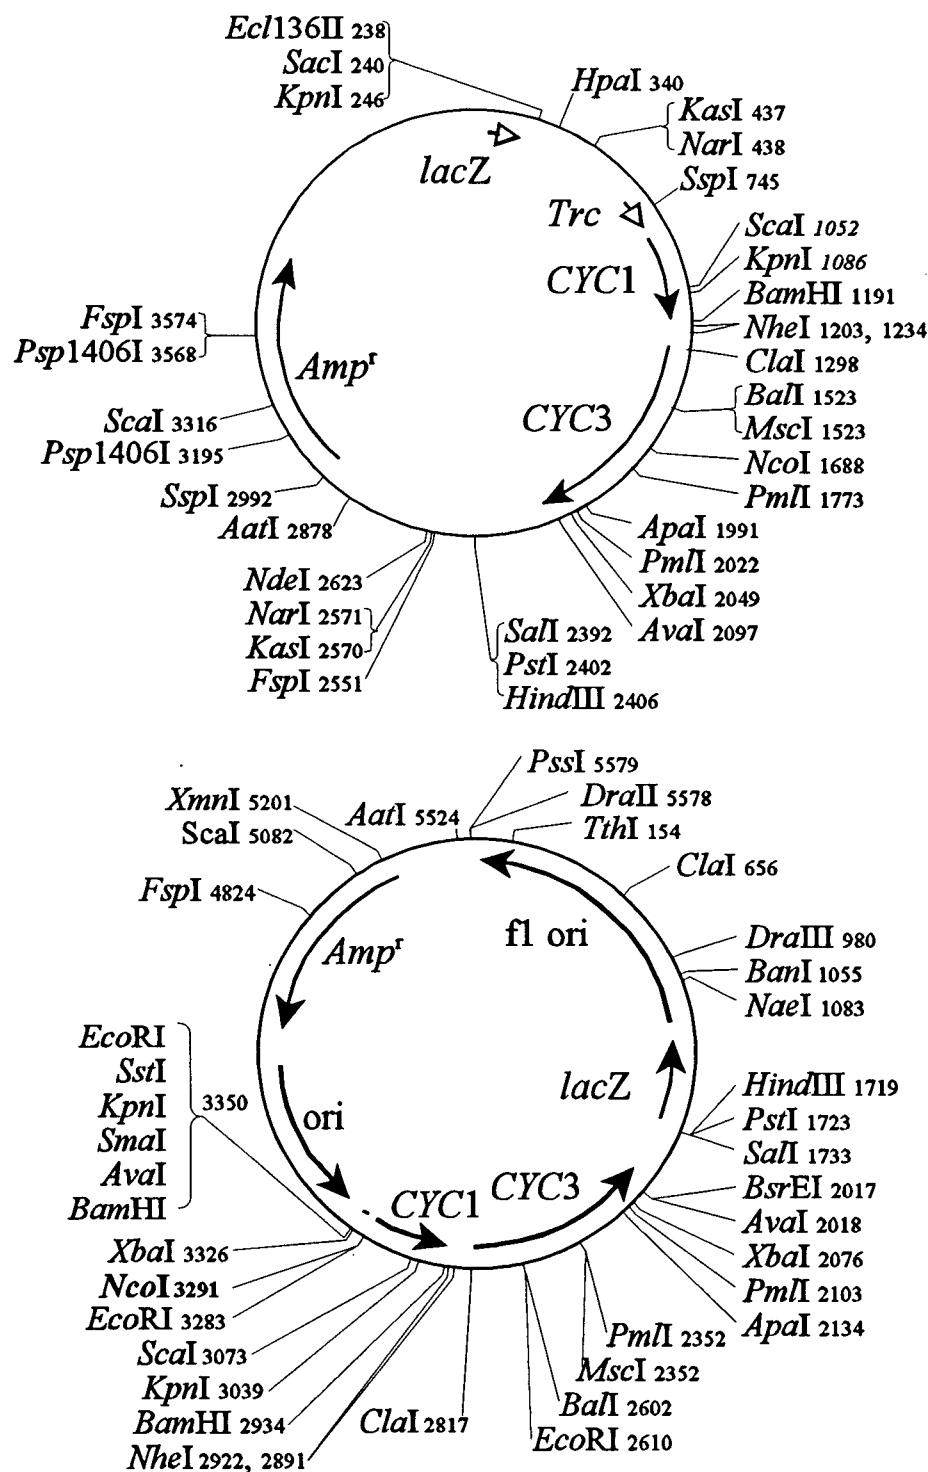 Ecl136II 238
SacI 240
KpnI 246
HpaI 340
KasI 437
NarI 438
SspI 745
lacZ
Trc
ScaI 1052
KpnI 1086
CYC1
BamHI 1191
NheI 1203, 1234
ClaI 1298
BalI 1523
MscI 1523
CYC3
NcoI 1688
PmlI 1773
ApaI 1991
PmlI 2022
XbaI 2049
AvaI 2097
SalI 2392
PstI 2402
HindIII 2406
FspI 3574
Psp1406I 3568
Ampr
ScaI 3316
Psp1406I 3195
SspI 2992
AatI 2878
NdeI 2623
NarI 2571
KasI 2570
FspI 2551
PssI 5579
DraII 5578
TthI 154
XmnI 5201
AatI 5524
ScaI 5082
FspI 4824
ClaI 656
f1 ori
Ampr
DraIII 980
BanI 1055
NaeI 1083
lacZ
HindIII 1719
PstI 1723
SalI 1733
BsrEI 2017
AvaI 2018
XbaI 2076
PmlI 2103
ApaI 2134
EcoRI
SstI
KpnI
3350
SmaI
AvaI
BamHI
ori
CYC1
CYC3
XbaI 3326
NcoI 3291
EcoRI 3283
ScaI 3073
KpnI 3039
BamHI 2934
NheI 2922, 2891
ClaI 2817
PmlI 2352
MscI 2352
BalI 2602
EcoRI 2610